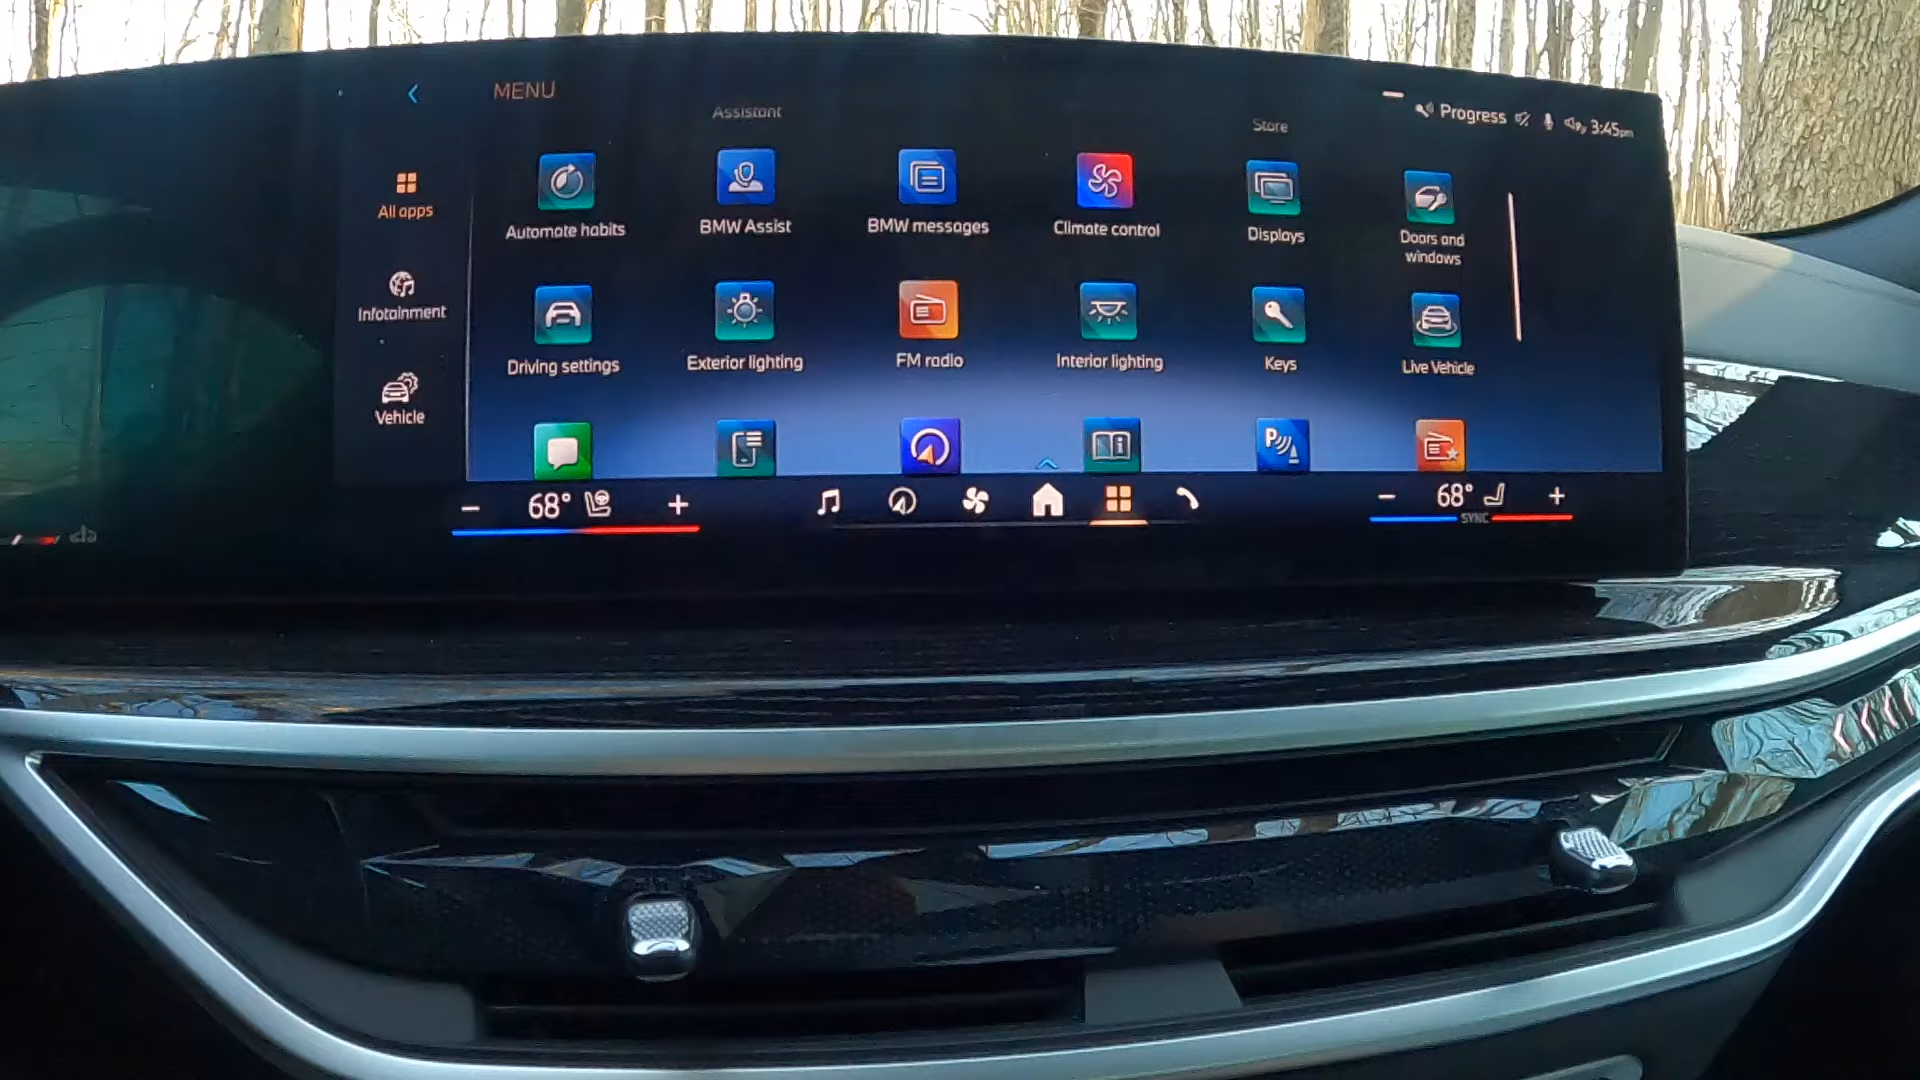 MENU
Progress 3:45pm
Assistant
Store
All apps
Automate habits
BMW Assist
BMW messages
Climate control
Displays
Doors and
windows
Infotainment
Driving settings
Exterior lighting
FM radio
Interior lighting
Keys
Live Vehicle
Vehicle
P
- 68° +
- 68° +
SYNC